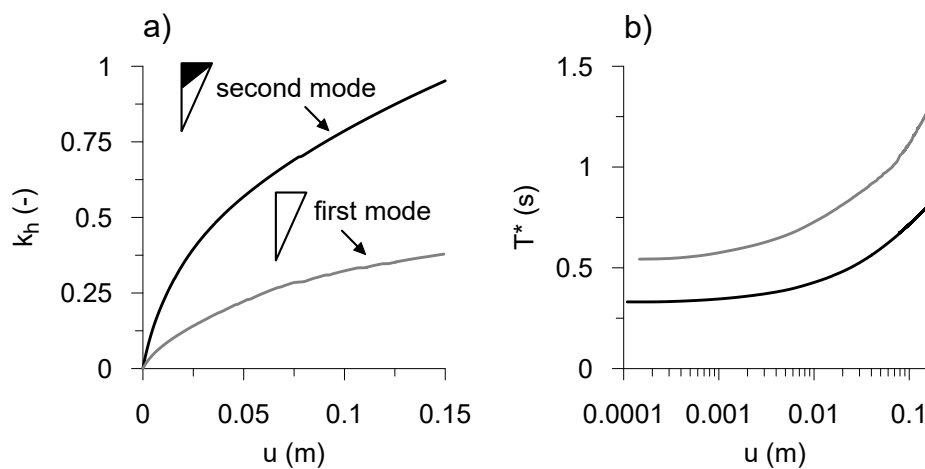 a)
1
0.75
0.5
0.25
0
k_h (-)
second mode
first mode
0
0.05
0.1
0.15
u (m)
b)
1.5
1
0.5
0
T* (s)
0.0001
0.001
0.01
0.1
u (m)